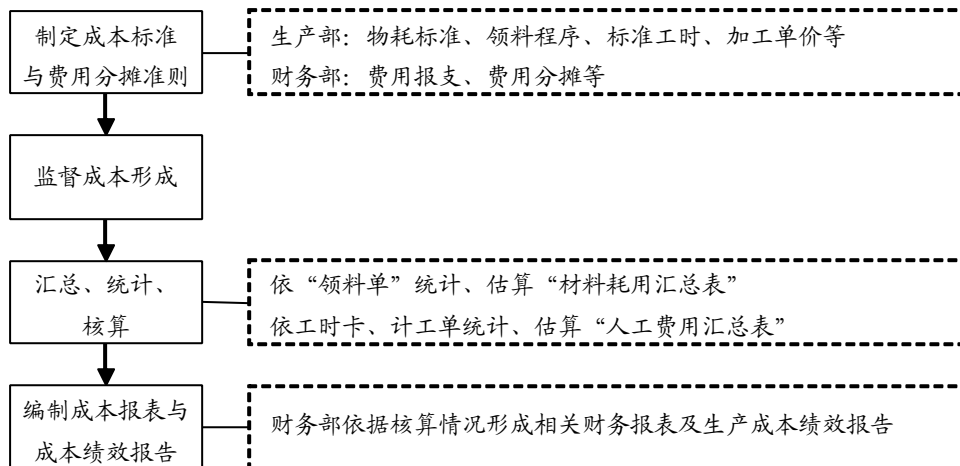 制定成本标准
与费用分摊准则
生产部：物耗标准、领料程序、标准工时、加工单价等
财务部：费用报支、费用分摊等
监督成本形成
汇总、统计、
核算
依“领料单”统计、估算“材料耗用汇总表”
依工时卡、计工单统计、估算“人工费用汇总表”
编制成本报表与
成本绩效报告
财务部依据核算情况形成相关财务报表及生产成本绩效报告